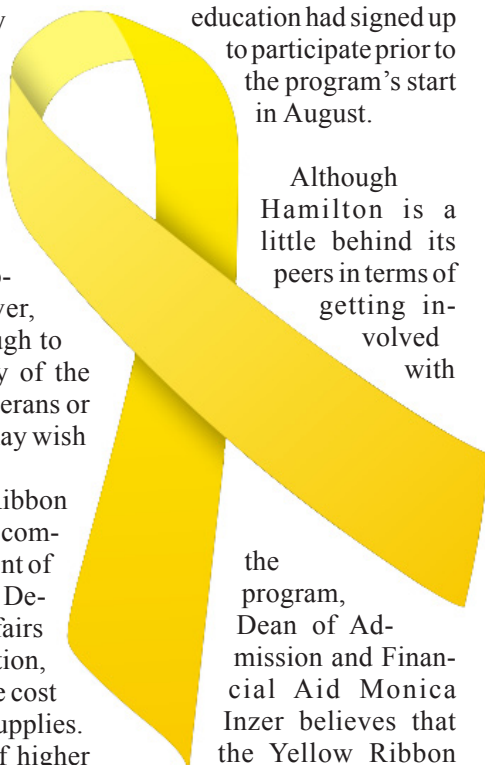 y
o-
ver,
ugh to
y of the
erans or
ay wish
Ribbon
com-
nt of
De-
fairs
tion,
e cost
upplies.
f higher
education had signed up
to participate prior to
the program’s start
in August.
Although
Hamilton is a
little behind its
peers in terms of
getting in-
volved
with
the
program,
Dean of Ad-
mission and Finan-
cial Aid Monica
Inzer believes that
the Yellow Ribbon